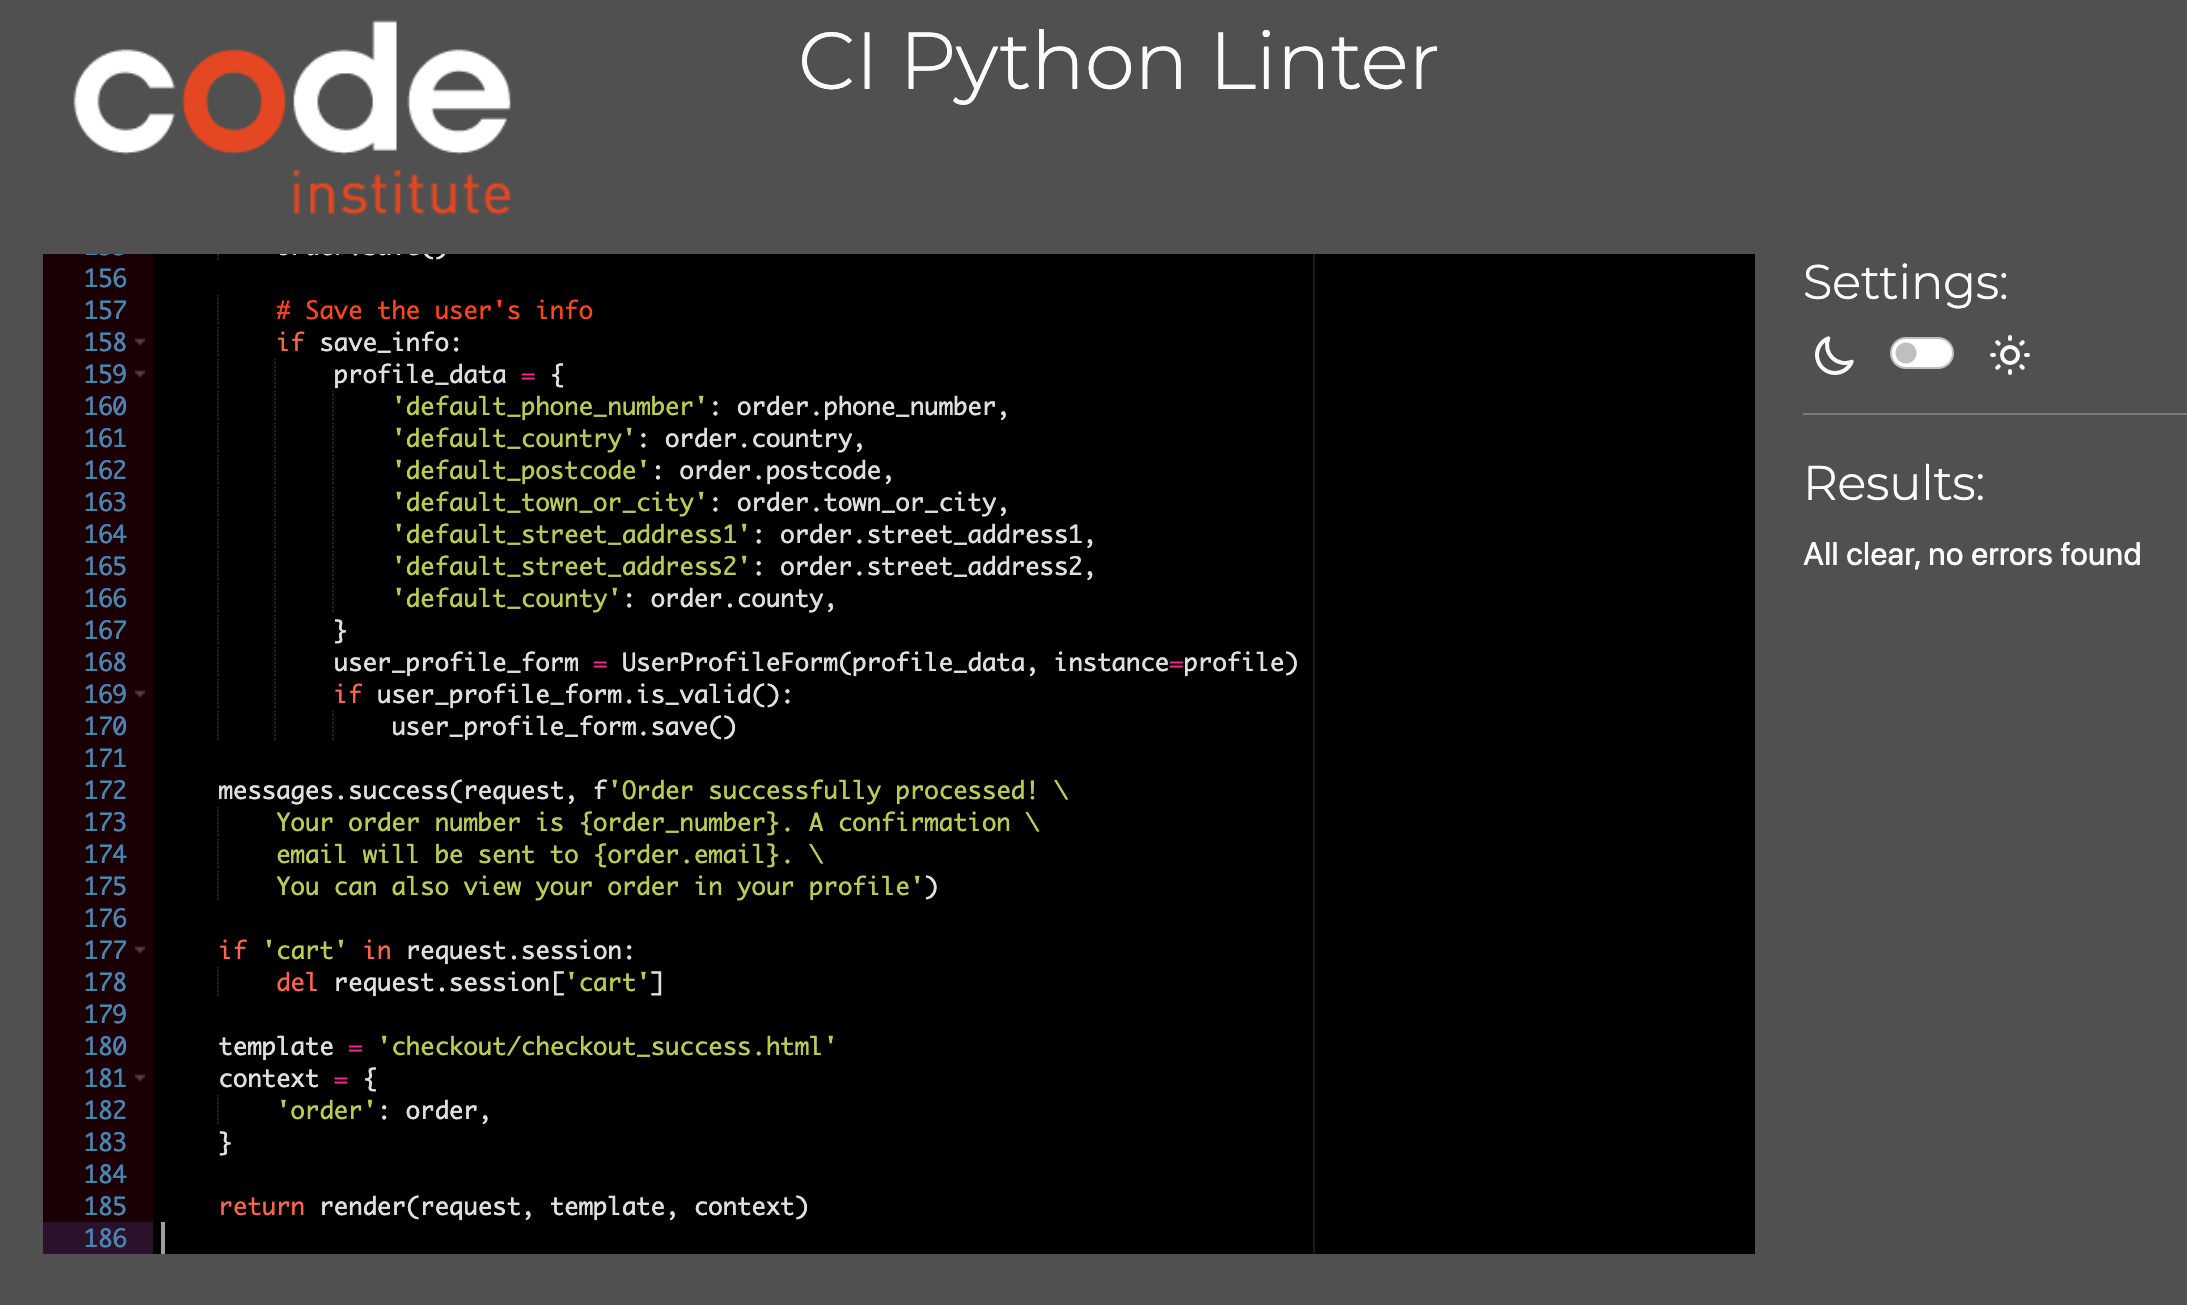 code
institute
CI Python Linter
156
157 # Save the user's info
158 if save_info:
159 profile_data = {
160 'default_phone_number': order.phone_number,
161 'default_country': order.country,
162 'default_postcode': order.postcode,
163 'default_town_or_city': order.town_or_city,
164 'default_street_address1': order.street_address1,
165 'default_street_address2': order.street_address2,
166 'default_county': order.county,
167 }
168 user_profile_form = UserProfileForm(profile_data, instance=profile)
169 if user_profile_form.is_valid():
170 user_profile_form.save()
171
172 messages.success(request, f'Order successfully processed! \
173 Your order number is {order_number}. A confirmation \
174 email will be sent to {order.email}. \
175 You can also view your order in your profile')
176
177 if 'cart' in request.session:
178 del request.session['cart']
179
180 template = 'checkout/checkout_success.html'
181 context = {
182 'order': order,
183 }
184
185 return render(request, template, context)
186
Settings:
Results:
All clear, no errors found